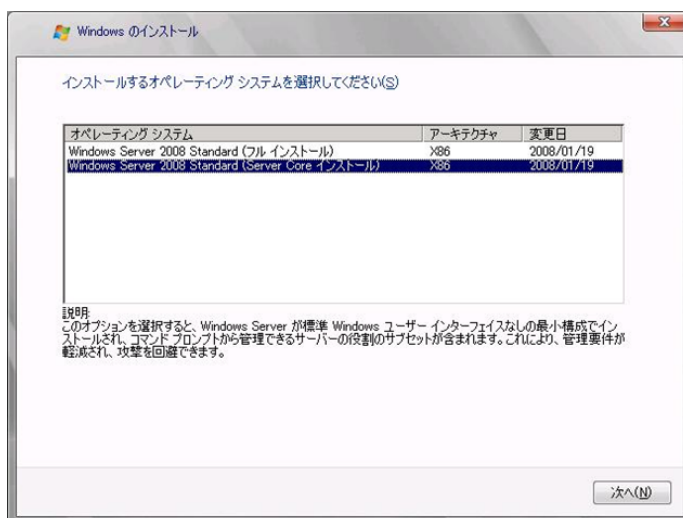 Windows のインストール
インストールするオペレーティング システムを選択してください(S)
オペレーティング システム アーキテクチャ 変更日
Windows Server 2008 Standard (フル インストール) X86 2008/01/19
Windows Server 2008 Standard (Server Core インストール) X86 2008/01/19
説明:
このオプションを選択すると、Windows Server が標準 Windows ユーザー インターフェイスなしの最小構成でイン
ストールされ、コマンド プロンプトから管理できるサーバーの役割のサブセットが含まれます。これにより、管理要件が
軽減され、攻撃を回避できます。
次へ(N)